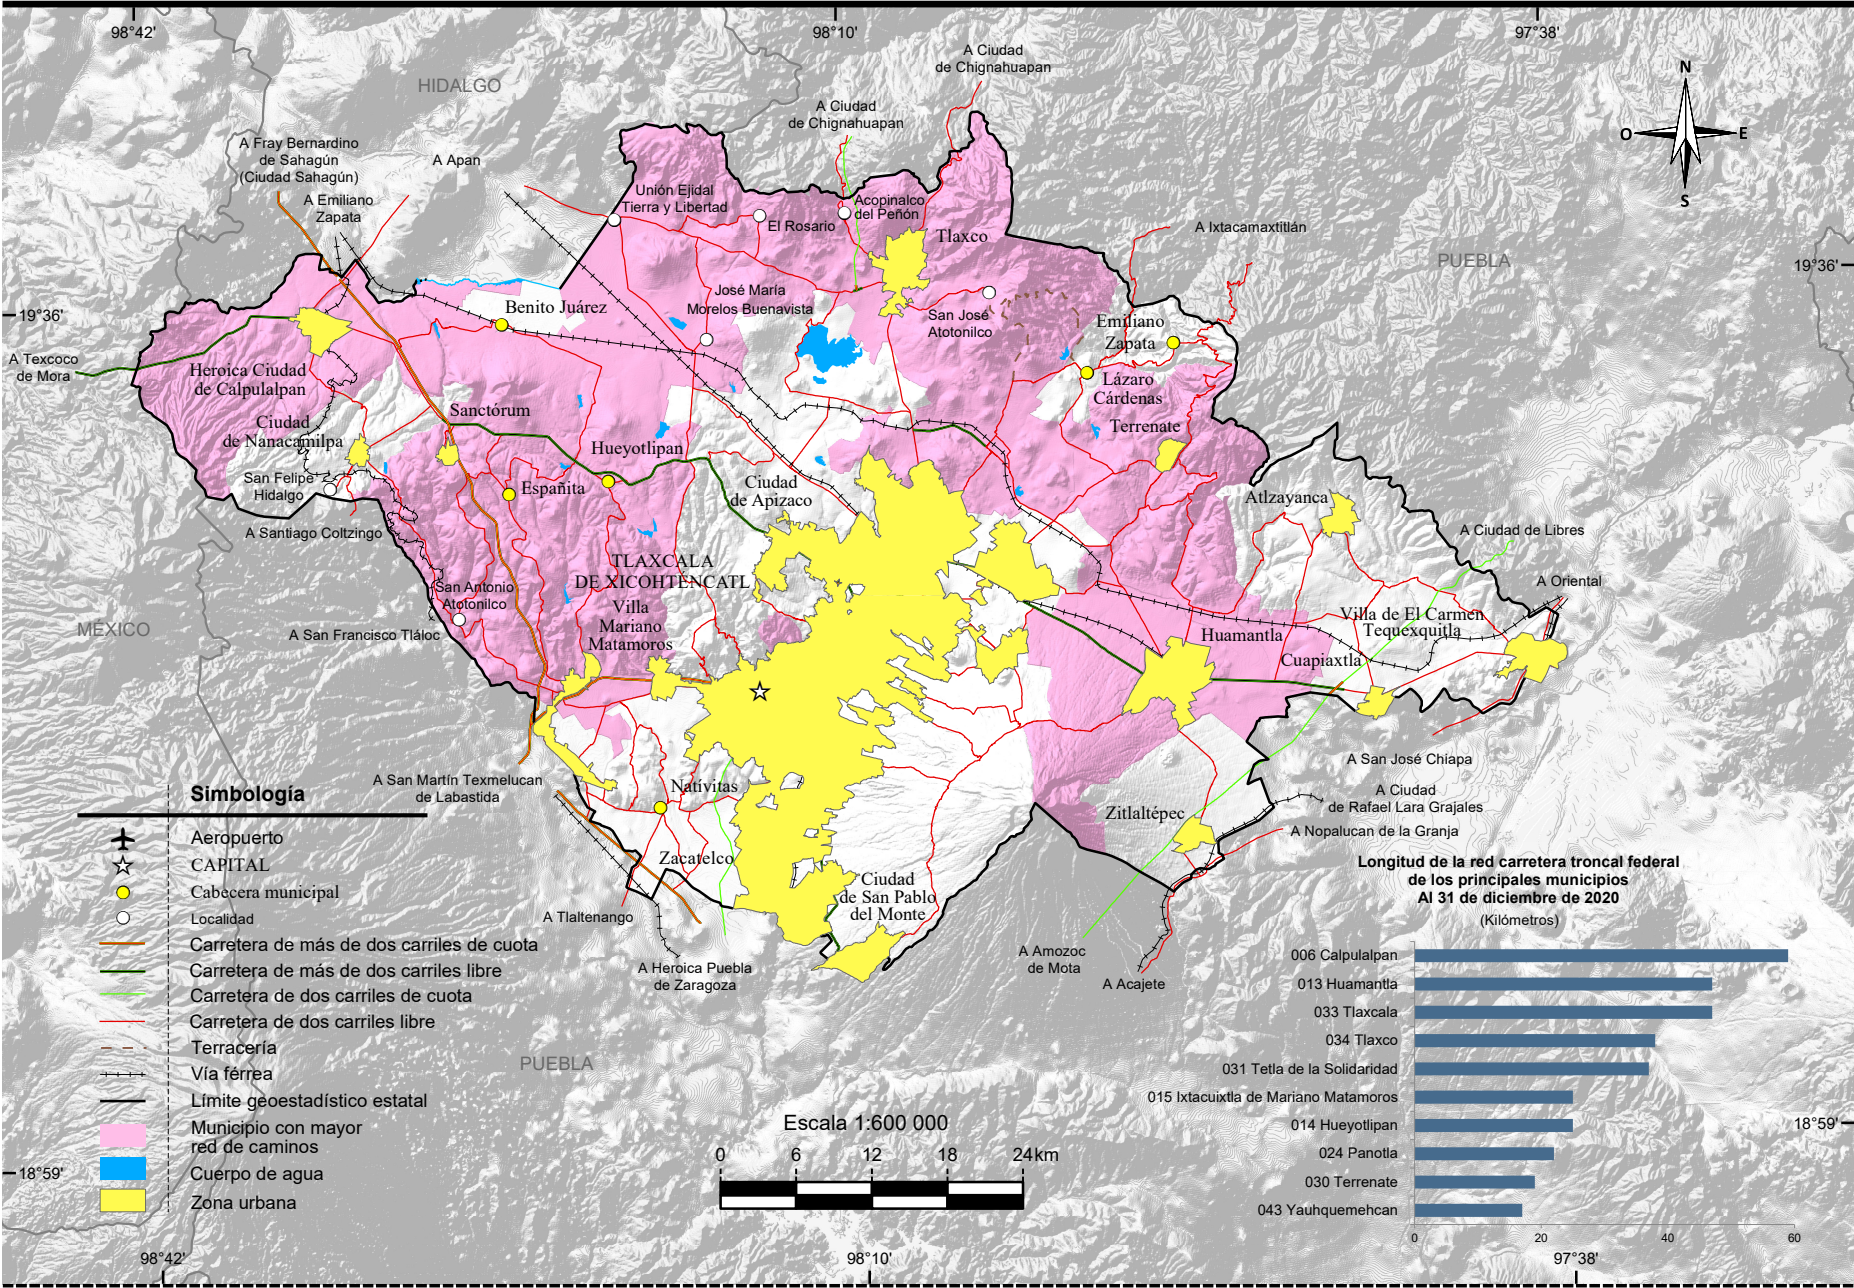 98°42'
98°10'
97°38'
A Ciudad
de Chignahuapan
HIDALGO
A Ciudad
de Chignahuapan
N
O
E
S
A Fray Bernardino
de Sahagún
(Ciudad Sahagún)
A Apan
A Emiliano
Zapata
Unión Ejidal
Tierra y Libertad
El Rosario
Acopinalco
del Peñón
Tlaxco
A Ixtacamaxtitlán
PUEBLA
19°36'
19°36'
Benito Juárez
José María
Morelos Buenavista
San José
Atotonilco
Emiliano
Zapata
A Texcoco
de Mora
Heroica Ciudad
de Calpulalpan
Lázaro
Cárdenas
Sanctórum
Ciudad
de Nanacamilpa
Hueyotlipan
Terrenate
San Felipe
Hidalgo
Españita
Ciudad
de Apizaco
Atlzayanca
A Santiago Coltzingo
A Ciudad de Libres
TLAXCALA
DE XICOHTÉNCATL
A Oriental
San Antonio
Atotonilco
Villa
Mariano
Matamoros
MÉXICO
A San Francisco Tláloc
Villa de El Carmen
Tequexquitla
Huamantla
Cuapiaxtla
A San Martín Texmelucan
de Labastida
Natívitas
A San José Chiapa
A Ciudad
de Rafael Lara Grajales
Zitlaltépec
A Nopalucan de la Granja
Zacatelco
Ciudad
de San Pablo
del Monte
A Tlaltenango
A Heroica Puebla
de Zaragoza
A Amozoc
de Mota
A Acajete
PUEBLA
Simbología
Aeropuerto
CAPITAL
Cabecera municipal
Localidad
Carretera de más de dos carriles de cuota
Carretera de más de dos carriles libre
Carretera de dos carriles de cuota
Carretera de dos carriles libre
Terracería
Vía férrea
Límite geoestadístico estatal
Municipio con mayor
red de caminos
Cuerpo de agua
Zona urbana
Escala 1:600 000
0 6 12 18 24km
Longitud de la red carretera troncal federal
de los principales municipios
Al 31 de diciembre de 2020
(Kilómetros)
006 Calpulalpan
013 Huamantla
033 Tlaxcala
034 Tlaxco
031 Tetla de la Solidaridad
015 Ixtacuixtla de Mariano Matamoros
014 Hueyotlipan
024 Panotla
030 Terrenate
043 Yauhquemehcan
0 20 40 60
18°59'
18°59'
98°42'
98°10'
97°38'